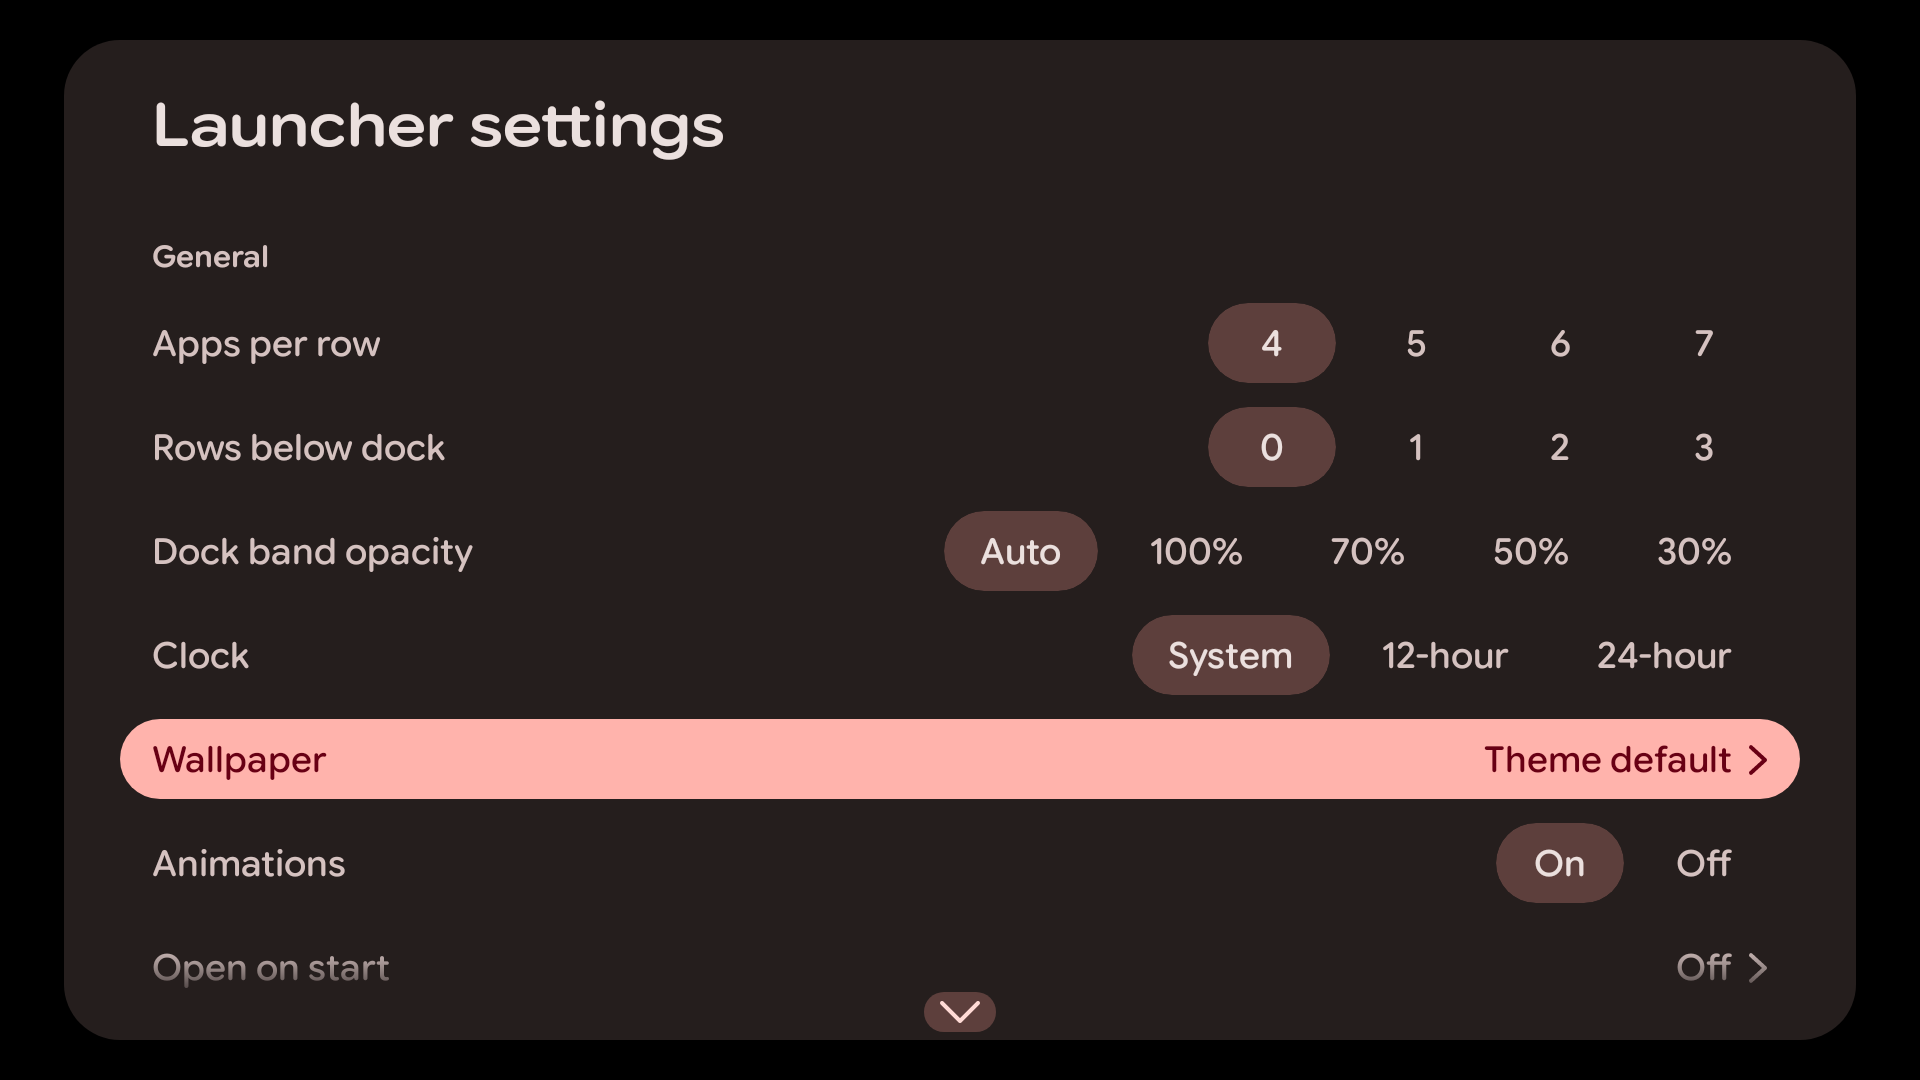 Launcher settings
General
Apps per row 4 5 6 7
Rows below dock 0 1 2 3
Dock band opacity Auto 100% 70% 50% 30%
Clock System 12-hour 24-hour
Wallpaper Theme default
Animations On Off
Open on start Off